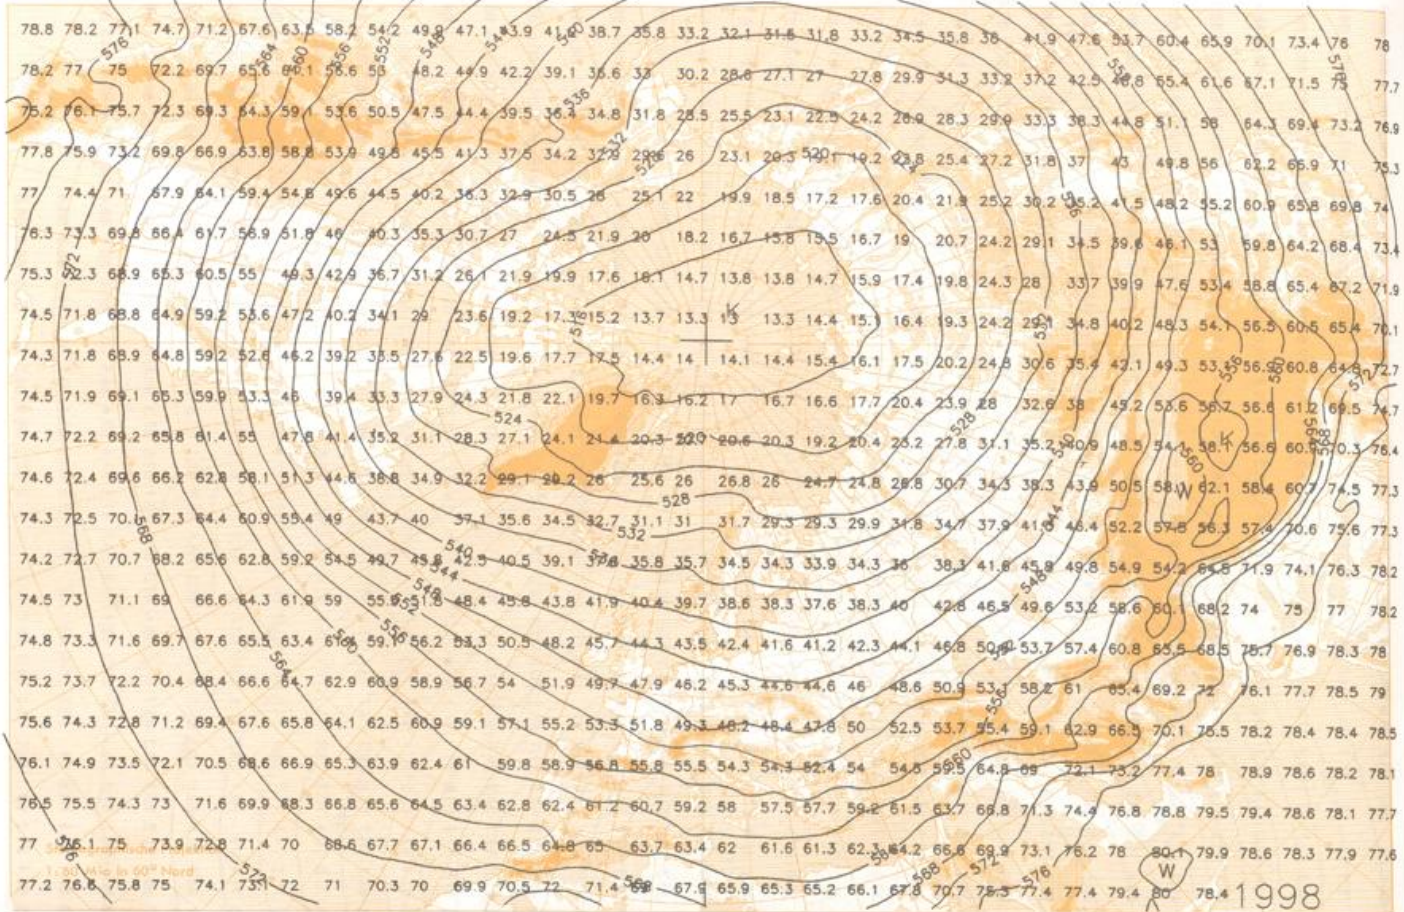 78.8 78.2 77.1 74.7 71.2 67.6 63.5 58.2 54.2 49.9 47.1 43.9 38.7 35.8 33.2 32.1 31.8 31.8 33.2 34.5 35.8 38 41.9 47.6 53.7 60.4 65.9 70.1 73.4 76 78
576 564 560 556 552 548 544 540
78.2 77 75 72.2 69.7 65.6 58.6 53 48.2 44.9 42.2 39.1 36.6 33 30.2 28.8 27.1 27 27.8 29.9 31.3 33.2 37.2 42.5 48.8 55.4 61.6 67.1 71.5 75 77.7
536
75.2 76.1 75.7 72.3 69.3 64.3 59.1 53.6 50.5 47.5 44.4 39.5 36.4 34.8 31.8 28.5 25.5 23.1 22.5 24.2 26.9 28.3 29.9 33.3 38.3 44.8 51.1 58 64.3 69.4 73.2 76.9
532 528 520
77.8 75.9 73.2 69.8 66.9 63.8 58.8 53.9 49.8 45.5 41.3 37.5 34.2 32.9 29.6 26 23.1 20.3 19.1 19.2 23.8 25.4 27.2 31.8 37 43 49.8 56 62.2 66.9 71 75.3
77 74.4 71 67.9 64.1 59.4 54.8 49.6 44.5 40.2 36.3 32.9 30.5 28 25.1 22 19.9 18.5 17.2 17.6 20.4 21.9 25.2 30.2 35.2 41.5 48.2 55.2 60.9 65.8 69.8 74
536
76.3 73.3 69.8 66.4 61.7 56.9 51.8 46 40.3 35.3 30.7 27 24.5 21.9 20 18.2 16.7 15.8 15.5 16.7 19 20.7 24.2 29.1 34.5 39.6 46.1 53 59.8 64.2 68.4 73.4
572
75.3 72.3 68.9 65.3 60.5 55 49.3 42.9 36.7 31.2 26.1 21.9 19.9 17.6 16.1 14.7 13.8 13.8 14.7 15.9 17.4 19.8 24.3 28 33.7 39.9 47.6 53.4 58.8 65.4 67.2 71.9
K
74.5 71.8 68.8 64.9 59.2 53.6 47.2 40.2 34.1 29 23.6 19.2 17.3 15.2 13.7 13.3 13 13.3 14.4 15.1 16.4 19.3 24.2 29.1 34.8 40.2 48.3 54.1 56.5 60.5 65.4 70.1
516 532
74.3 71.8 68.9 64.8 59.2 52.6 46.2 39.2 33.5 27.6 22.5 19.6 17.7 17.5 14.4 14 14.1 14.4 15.4 16.1 17.5 20.2 24.8 30.6 35.4 42.1 49.3 53.5 56.9 60.8 64.8 72.7
556 560 572
74.5 71.9 69.1 65.3 59.9 53.3 46 39.4 33.3 27.9 24.3 21.8 22.1 19.7 16.3 16.2 17 16.7 16.6 17.7 20.4 23.9 28 32.6 38 45.2 53.6 56.7 56.6 61.2 69.5 74.7
524 528 564 568
74.7 72.2 69.2 65.8 61.4 55 47.8 41.4 35.2 31.1 28.3 27.1 24.1 21.4 20.3 520 20.6 20.3 19.2 20.4 23.2 27.8 31.1 35.2 540 40.9 48.5 54.1 58.1 K 56.6 60.9 70.3 76.4
560
74.6 72.4 69.6 66.2 62.8 58.1 51.3 44.6 38.8 34.9 32.2 29.1 29.2 26 25.6 26 26.8 26 24.7 24.8 26.8 30.7 34.3 38.3 43.9 50.5 58.1 W 62.1 58.4 60.7 74.5 77.3
528
74.3 72.5 70.1 67.3 64.4 60.9 55.4 49 43.7 40 37.1 35.6 34.5 32.7 31.1 31 31.7 29.3 29.3 29.9 31.8 34.7 37.9 41.6 544 46.4 52.2 57.5 56.3 57.4 70.6 75.6 77.3
568 532
74.2 72.7 70.7 68.2 65.6 62.8 59.2 54.5 49.7 45.9 540 42.5 40.5 39.1 37.6 536 35.8 35.7 34.5 34.3 33.9 34.3 36 38.3 41.6 45.8 49.8 54.9 54.2 64.5 71.9 74.1 76.3 78.2
544 548
74.5 73 71.1 69 66.6 64.3 61.9 59 55.6 51.8 48.4 45.8 43.8 41.9 40.4 39.7 38.6 38.3 37.6 38.3 40 42.8 46.5 548 49.6 53.2 58.6 60.1 68.2 74 75 77 78.2
552
556
74.8 73.3 71.6 69.7 67.6 65.5 63.4 61.6 560 59.1 56.2 53.3 50.5 48.2 45.7 44.3 43.5 42.4 41.6 41.2 42.3 44.1 46.8 50.6 552 53.7 57.4 60.8 65.5 68.5 75.7 76.9 78.3 78
564
75.2 73.7 72.2 70.4 68.4 66.6 64.7 62.9 60.9 58.9 56.7 54 51.9 49.7 47.9 46.2 45.3 44.6 44.6 46 48.6 50.9 53.1 58.2 61 65.4 69.2 72 76.1 77.7 78.5 79
556
75.6 74.3 72.8 71.2 69.4 67.6 65.8 64.1 62.5 60.9 59.1 57.1 55.2 53.3 51.8 49.3 48.2 48.4 47.8 50 52.5 53.7 55.4 59.1 62.9 66.5 70.1 75.5 78.2 78.4 78.4 78.5
560
76.1 74.9 73.5 72.1 70.5 68.6 66.9 65.3 63.9 62.4 61 59.8 58.9 56.8 55.8 55.5 54.3 54.3 52.4 54 54.5 59.5 64.8 69 72.1 73.2 77.4 78 78.9 78.6 78.2 78.1
76.5 75.5 74.3 73 71.6 69.9 68.3 66.8 65.6 64.5 63.4 62.8 62.4 61.2 60.7 59.2 58 57.5 57.7 59.2 61.5 63.7 66.8 71.3 74.4 76.8 78.8 79.5 79.4 78.6 78.1 77.7
77 76.1 75 73.9 72.8 71.4 70 68.6 67.7 67.1 66.4 66.5 64.8 65 63.7 63.4 62 61.6 61.3 62.3 564 64.2 66.6 69.9 73.1 76.2 78 80.1 79.9 78.6 78.3 77.9 77.6
576 572 568 568 572 576 W
1:60 Mio in 60° Nord
77.2 76.6 75.8 75 74.1 73.1 72 71 70.3 70 69.9 70.5 72 71.4 69 67.9 65.9 65.3 65.2 66.1 67.8 70.7 75.3 77.4 77.4 79.4 80 78.4 1998